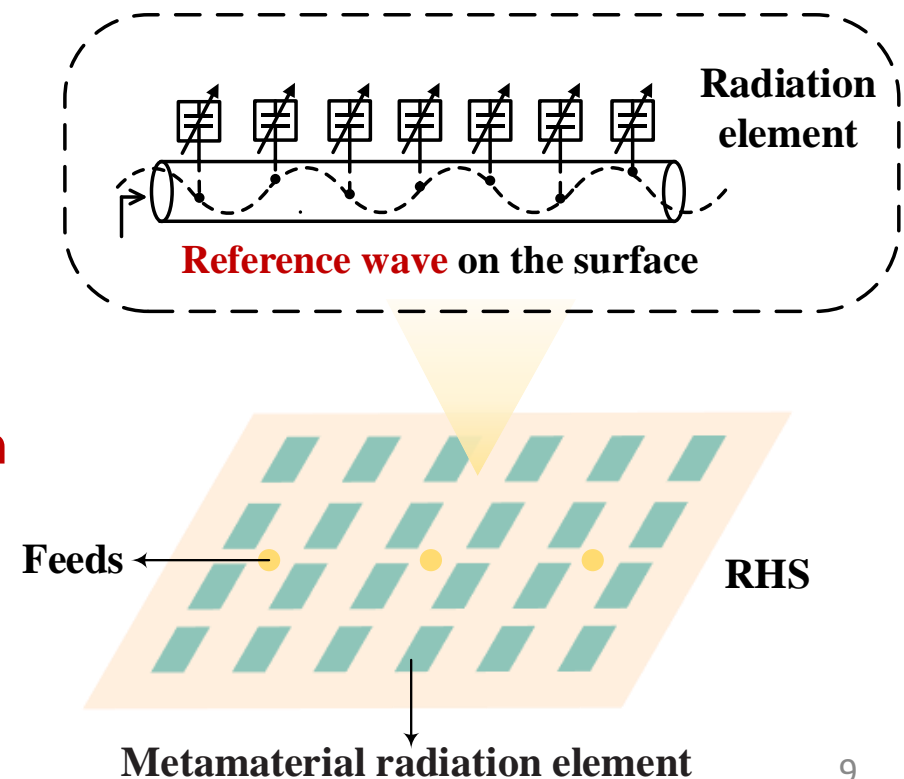 Radiation
element
Reference wave on the surface
n
Feeds
RHS
Metamaterial radiation element
9